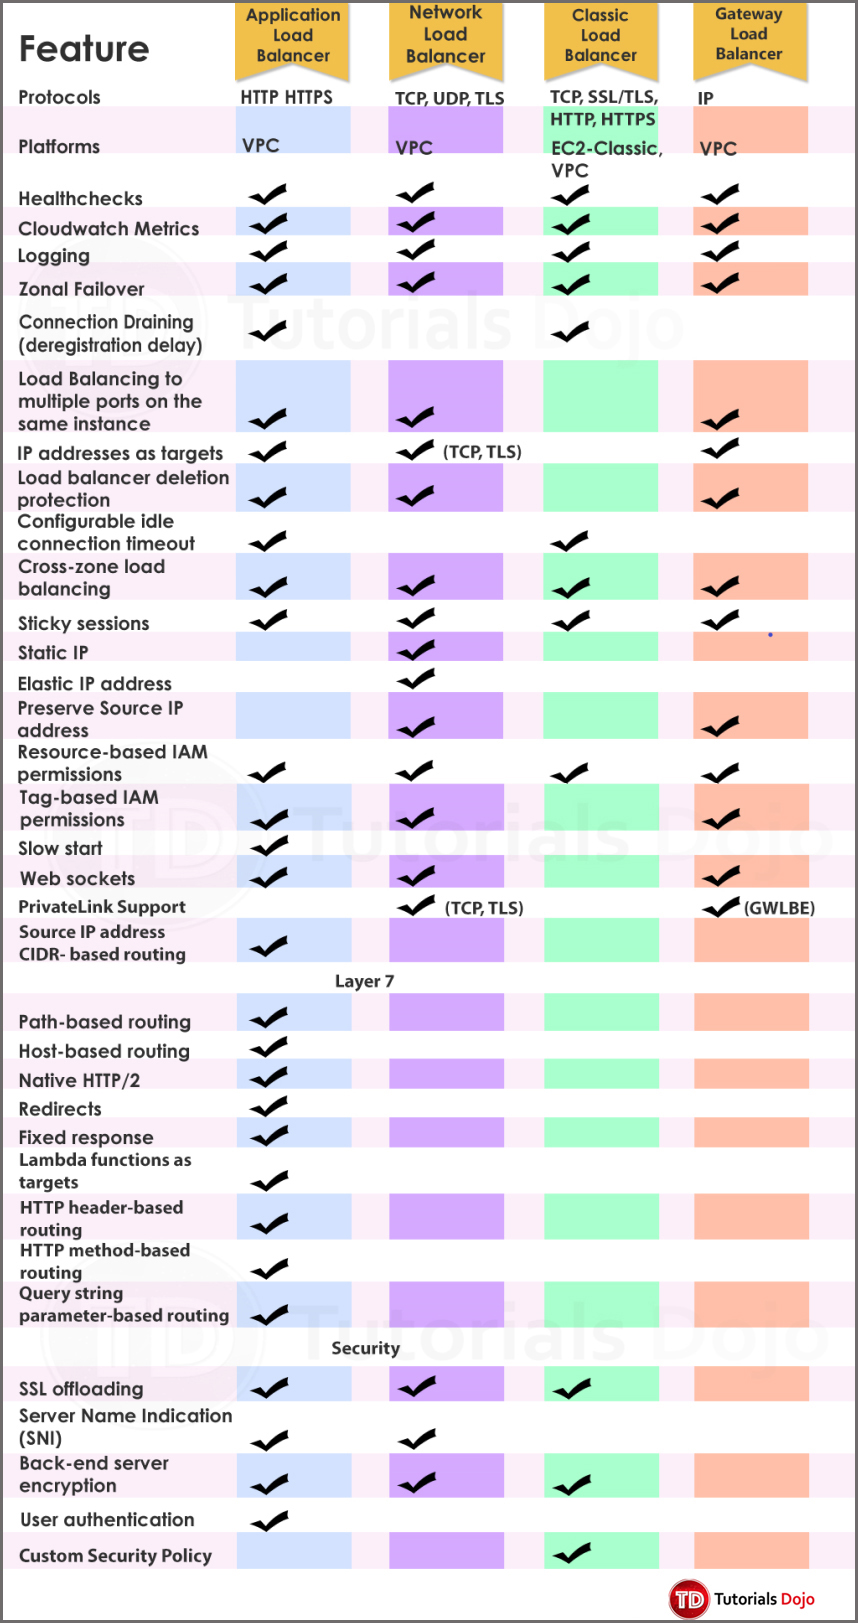 Feature
Application
Load
Balancer
Network
Load
Balancer
Classic
Load
Balancer
Gateway
Load
Balancer
Protocols
HTTP HTTPS
TCP, UDP, TLS
TCP, SSL/TLS,
HTTP, HTTPS
IP
Platforms
VPC
VPC
EC2-Classic,
VPC
VPC
Healthchecks
Cloudwatch Metrics
Logging
Zonal Failover
Connection Draining
(deregistration delay)
Load Balancing to
multiple ports on the
same instance
IP addresses as targets
(TCP, TLS)
Load balancer deletion
protection
Configurable idle
connection timeout
Cross-zone load
balancing
Sticky sessions
Static IP
Elastic IP address
Preserve Source IP
address
Resource-based IAM
permissions
Tag-based IAM
permissions
Slow start
Web sockets
PrivateLink Support
(TCP, TLS)
(GWLBE)
Source IP address
CIDR- based routing
Layer 7
Path-based routing
Host-based routing
Native HTTP/2
Redirects
Fixed response
Lambda functions as
targets
HTTP header-based
routing
HTTP method-based
routing
Query string
parameter-based routing
Security
SSL offloading
Server Name Indication
(SNI)
Back-end server
encryption
User authentication
Custom Security Policy
TD Tutorials Dojo
TD Tutorials Dojo
TD Tutorials Dojo
TD Tutorials Dojo